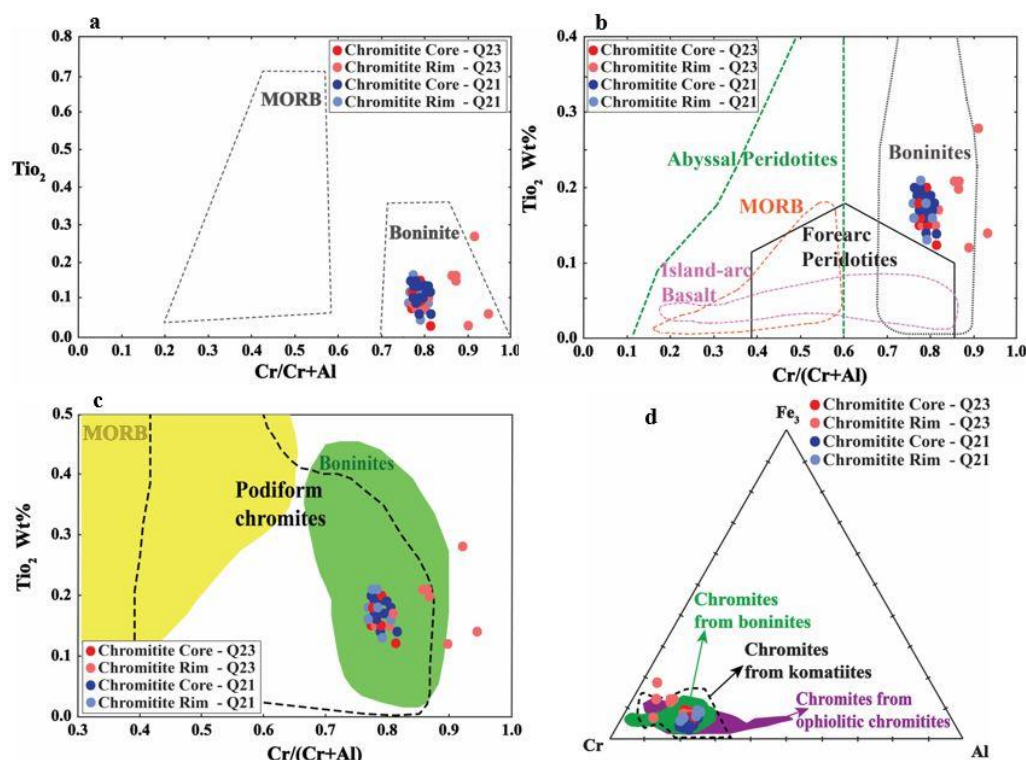 a
0.8
0.7
0.6
0.5
0.4
0.3
0.2
0.1
0.0
Tio2
MORB
Boninite
Chromitite Core - Q23
Chromitite Rim - Q23
Chromitite Core - Q21
Chromitite Rim - Q21
0.0 0.1 0.2 0.3 0.4 0.5 0.6 0.7 0.8 0.9 1.0
Cr/Cr+Al
b
0.4
0.3
0.2
0.1
0.0
Tio2 Wt%
Chromitite Core - Q23
Chromitite Rim - Q23
Chromitite Core - Q21
Chromitite Rim - Q21
Abyssal Peridotites
Boninites
MORB
Forearc
Peridotites
Island-arc
Basalt
0.0 0.1 0.2 0.3 0.4 0.5 0.6 0.7 0.8 0.9 1.0
Cr/(Cr+Al)
c
0.5
0.4
0.3
0.2
0.1
0.0
Tio2 Wt%
MORB
Boninites
Podiform
chromites
Chromitite Core - Q23
Chromitite Rim - Q23
Chromitite Core - Q21
Chromitite Rim - Q21
0.3 0.4 0.5 0.6 0.7 0.8 0.9 1.0
Cr/(Cr+Al)
d
Fe3
Chromitite Core - Q23
Chromitite Rim - Q23
Chromitite Core - Q21
Chromitite Rim - Q21
Chromites
from boninites
Chromites
from komatiites
Chromites from
ophiolitic chromitites
Cr
Al